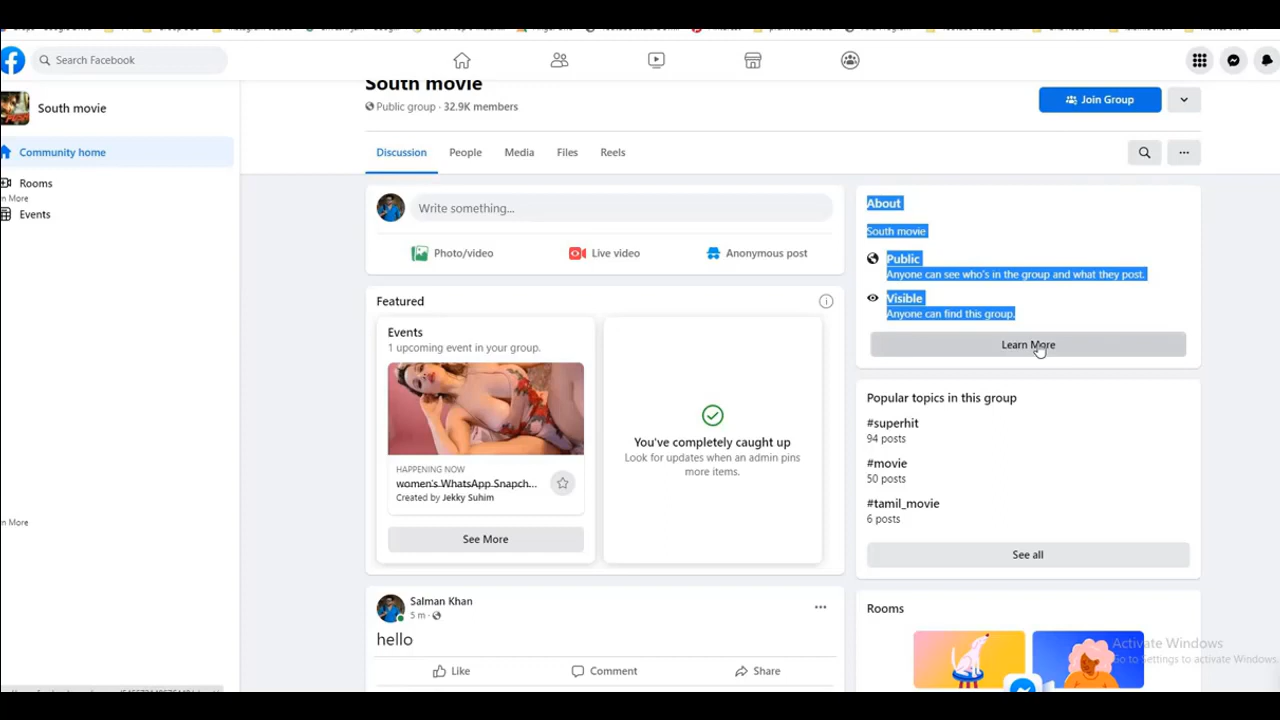 Search Facebook
South movie
South movie
Public group · 32.9K members
Join Group
Community home
Rooms
n More
Events
n More
Discussion
People
Media
Files
Reels
Write something...
Photo/video
Live video
Anonymous post
Featured
Events
1 upcoming event in your group.
HAPPENING NOW
women's WhatsApp Snapch...
Created by Jekky Suhim
See More
You've completely caught up
Look for updates when an admin pins
more items.
Salman Khan
5 m ·
hello
Like
Comment
Share
About
South movie
Public
Anyone can see who's in the group and what they post.
Visible
Anyone can find this group.
Learn More
Popular topics in this group
#superhit
94 posts
#movie
50 posts
#tamil_movie
6 posts
See all
Rooms
Activate Windows
Go to Settings to activate Windows.